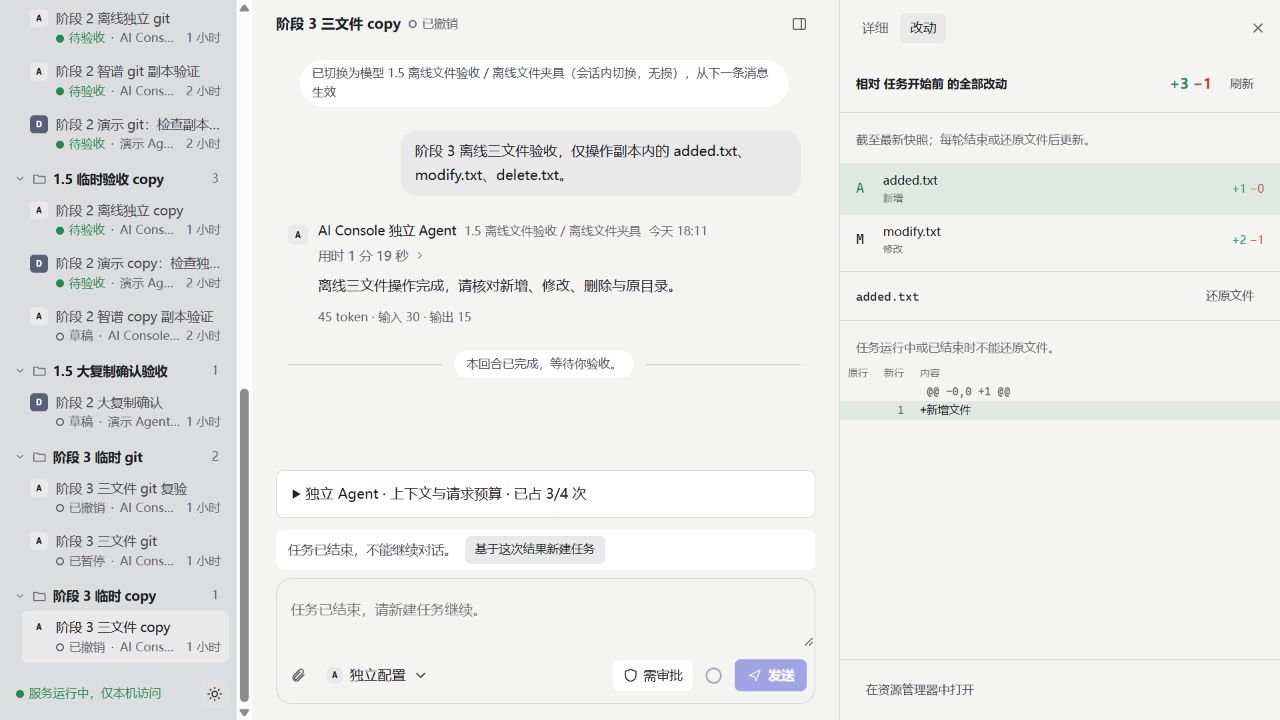 A 阶段 2 离线独立 git
待验收 · AI Cons... 1 小时
A 阶段 2 智谱 git 副本验证
待验收 · AI Cons... 2 小时
D 阶段 2 演示 git：检查副本...
待验收 · 演示 Ag... 2 小时
1.5 临时验收 copy 3
A 阶段 2 离线独立 copy
待验收 · AI Cons... 1 小时
D 阶段 2 演示 copy：检查独...
待验收 · 演示 Ag... 2 小时
A 阶段 2 智谱 copy 副本验证
草稿 · AI Console... 2 小时
1.5 大复制确认验收 1
D 阶段 2 大复制确认
草稿 · 演示 Agent... 1 小时
阶段 3 临时 git 2
A 阶段 3 三文件 git 复验
已撤销 · AI Cons... 1 小时
A 阶段 3 三文件 git
已暂停 · AI Cons... 1 小时
阶段 3 临时 copy 1
A 阶段 3 三文件 copy
已撤销 · AI Cons... 1 小时
服务运行中，仅本机访问
阶段 3 三文件 copy 已撤销
已切换为模型 1.5 离线文件验收 / 离线文件夹具（会话内切换，无损），从下一条消息
生效
阶段 3 离线三文件验收，仅操作副本内的 added.txt、
modify.txt、delete.txt。
A AI Console 独立 Agent 1.5 离线文件验收 / 离线文件夹具 今天 18:11
用时 1 分 19 秒
离线三文件操作完成，请核对新增、修改、删除与原目录。
45 token · 输入 30 · 输出 15
本回合已完成，等待你验收。
独立 Agent · 上下文与请求预算 · 已占 3/4 次
任务已结束，不能继续对话。 基于这次结果新建任务
任务已结束，请新建任务继续。
A 独立配置 需审批 发送
详细 改动
相对 任务开始前 的全部改动 +3 −1 刷新
截至最新快照；每轮结束或还原文件后更新。
A added.txt +1 −0
新增
M modify.txt +2 −1
修改
added.txt 还原文件
任务运行中或已结束时不能还原文件。
原行 新行 内容
@@ -0,0 +1 @@
1 +新增文件
在资源管理器中打开